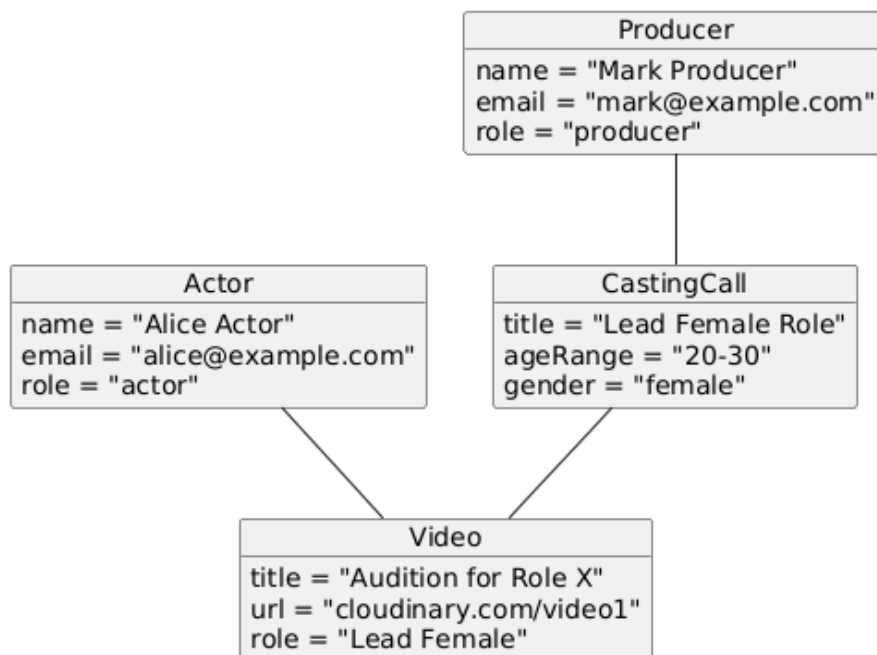 Producer
name = "Mark Producer"
email = "mark@example.com"
role = "producer"
Actor
name = "Alice Actor"
email = "alice@example.com"
role = "actor"
CastingCall
title = "Lead Female Role"
ageRange = "20-30"
gender = "female"
Video
title = "Audition for Role X"
url = "cloudinary.com/video1"
role = "Lead Female"